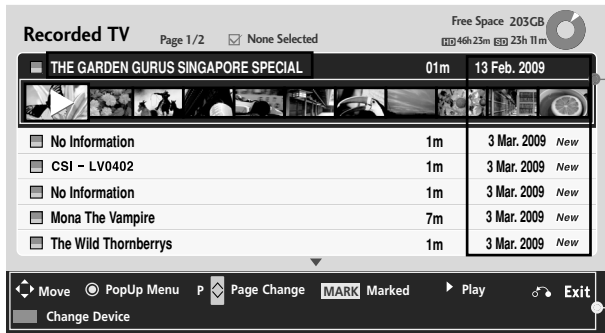 Recorded TV Page 1/2 None Selected Free Space 203GB
HD 46h 23m SD 23h 11m
THE GARDEN GURUS SINGAPORE SPECIAL 01m 13 Feb. 2009
No Information 1m 3 Mar. 2009 New
CSI - LV0402 1m 3 Mar. 2009 New
No Information 1m 3 Mar. 2009 New
Mona The Vampire 7m 3 Mar. 2009 New
The Wild Thornberrys 1m 3 Mar. 2009 New
Move PopUp Menu P Page Change MARK Marked Play Exit
Change Device